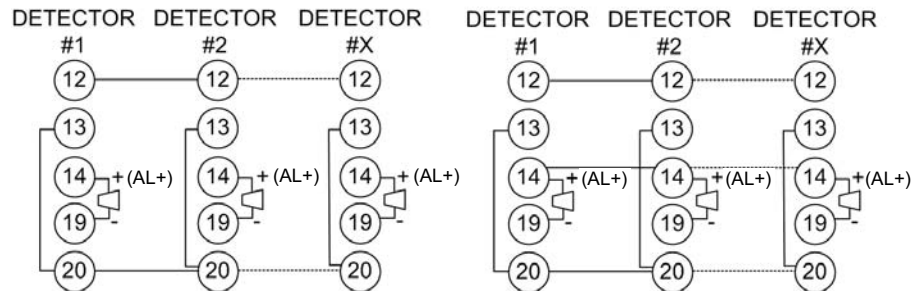 DETECTOR DETECTOR DETECTOR DETECTOR DETECTOR DETECTOR
#1 #2 #X #1 #2 #X
12 12 12 12 12 12
13 13 13 13 13 13
14 + (AL+) 14 + (AL+) 14 + (AL+) 14 + (AL+) 14 + (AL+) 14 + (AL+)
19 - 19 - 19 - 19 - 19 - 19 -
20 20 20 20 20 20